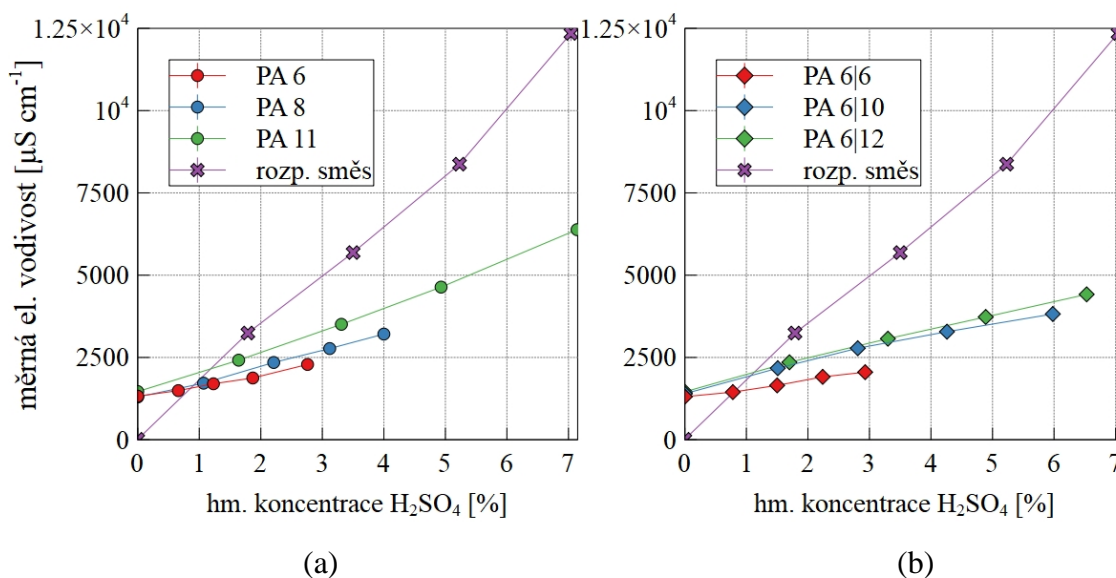 měrná el. vodivost [µS cm⁻¹]
1.25×10⁴
10⁴
7500
5000
2500
0
PA 6
PA 8
PA 11
rozp. směs
0 1 2 3 4 5 6 7
hm. koncentrace H₂SO₄ [%]
(a)
1.25×10⁴
10⁴
7500
5000
2500
0
PA 6|6
PA 6|10
PA 6|12
rozp. směs
0 1 2 3 4 5 6 7
hm. koncentrace H₂SO₄ [%]
(b)